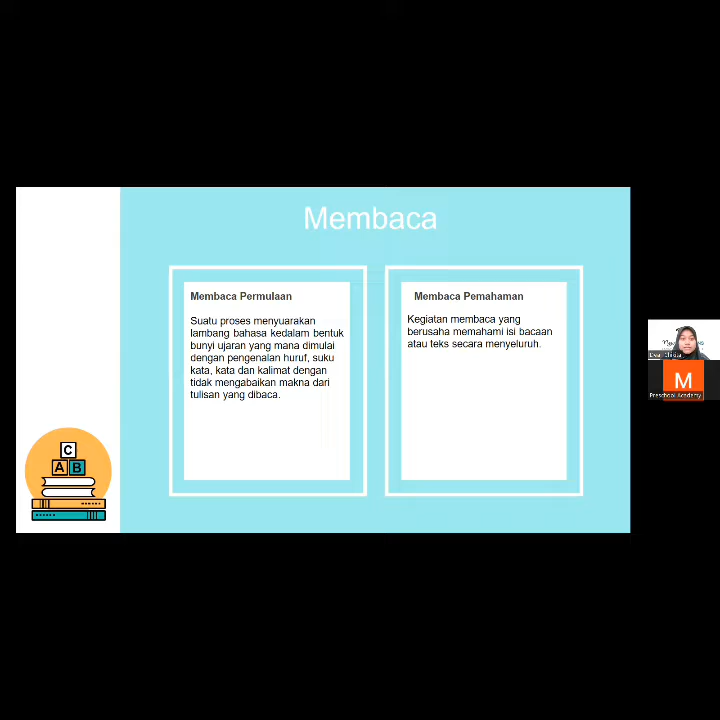 Membaca
Membaca Permulaan
Suatu proses menyuarakan
lambang bahasa kedalam bentuk
bunyi ujaran yang mana dimulai
dengan pengenalan huruf, suku
kata, kata dan kalimat dengan
tidak mengabaikan makna dari
tulisan yang dibaca.
Membaca Pemahaman
Kegiatan membaca yang
berusaha memahami isi bacaan
atau teks secara menyeluruh.
C
A B
M
Preschool Academy